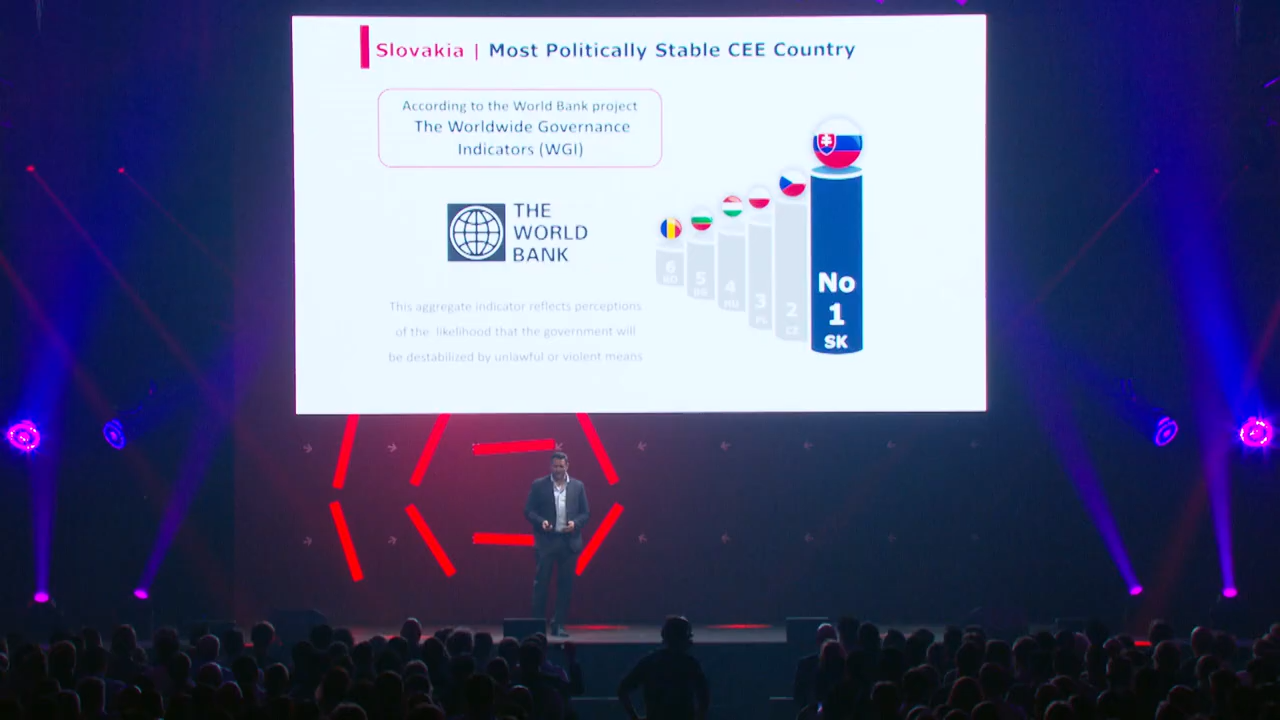 Slovakia | Most Politically Stable CEE Country
According to the World Bank project
The Worldwide Governance
Indicators (WGI)
THE
WORLD
BANK
This aggregate indicator reflects perceptions
of the likelihood that the government will
be destabilized by unlawful or violent means
6
RO
5
BG
4
HU
3
PL
2
CZ
No
1
SK